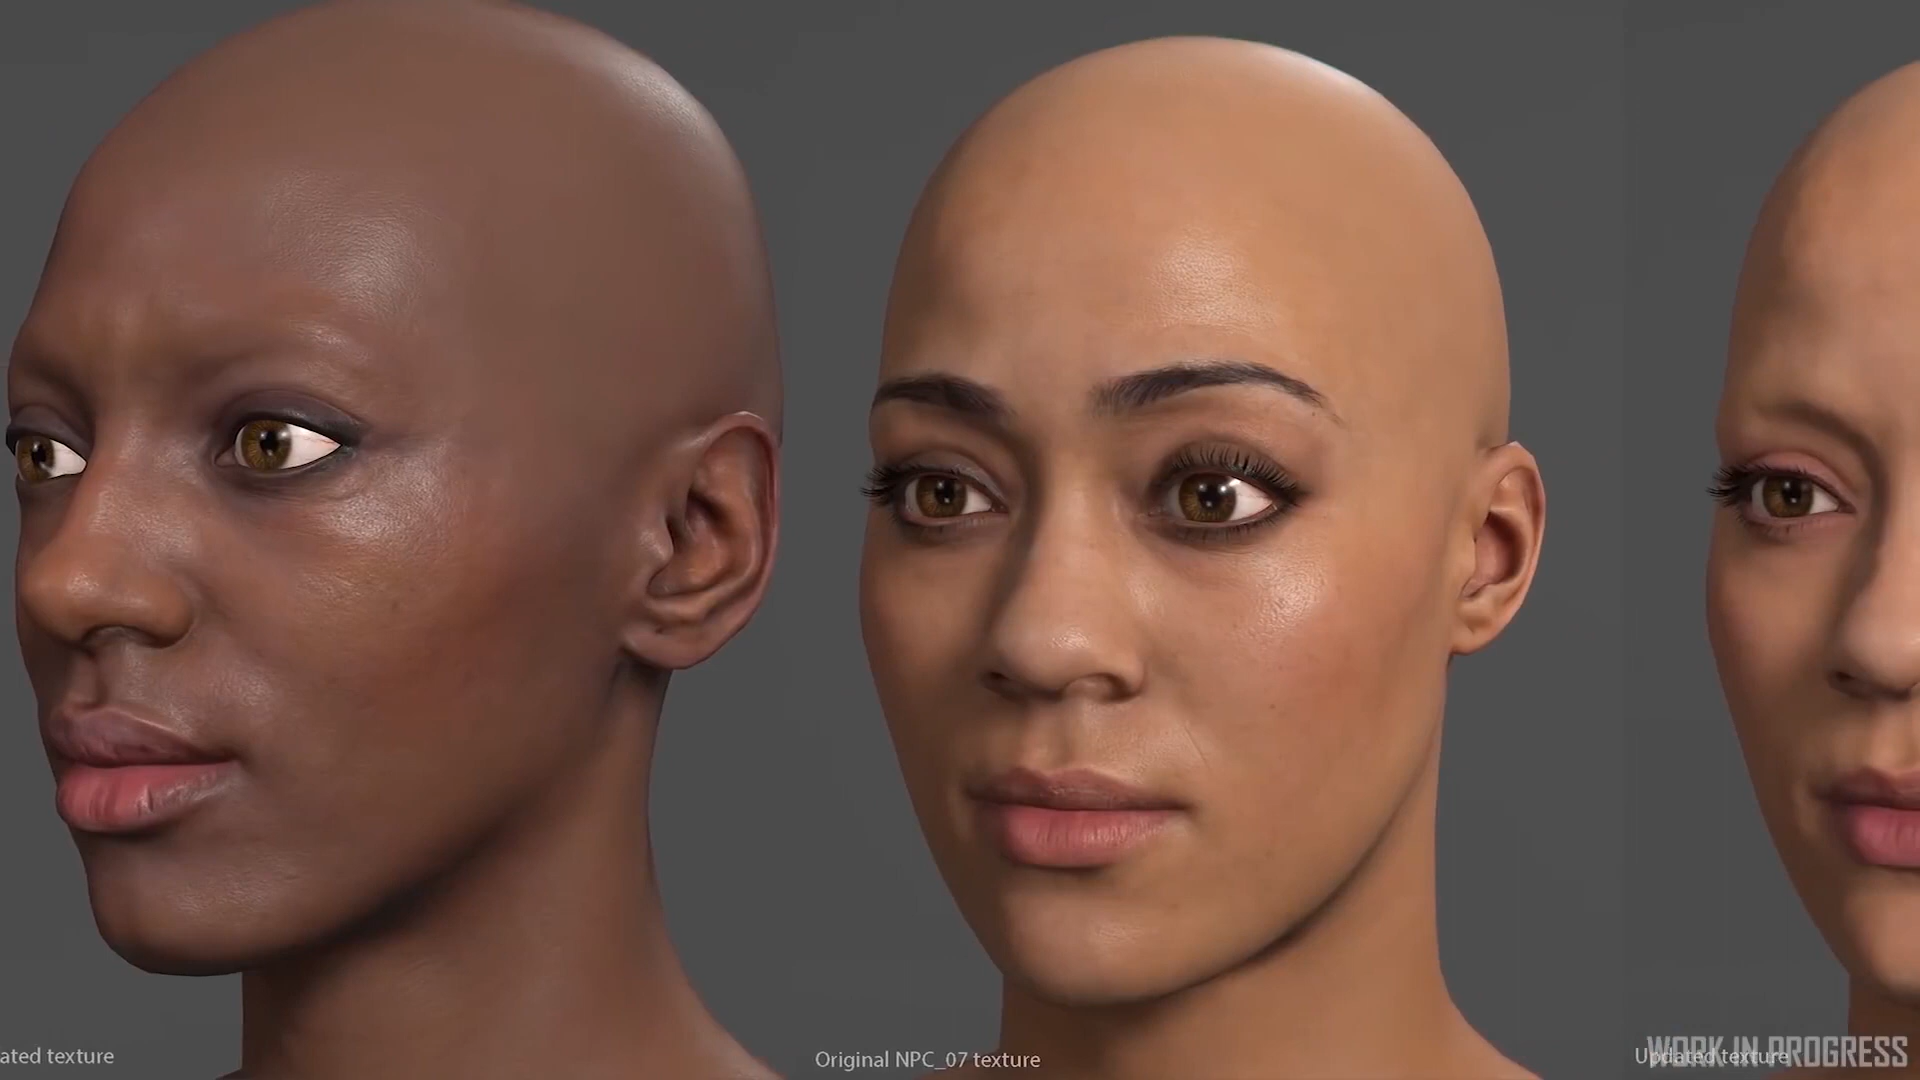 ated texture
Original NPC_07 texture
Updated texture
WORK IN PROGRESS